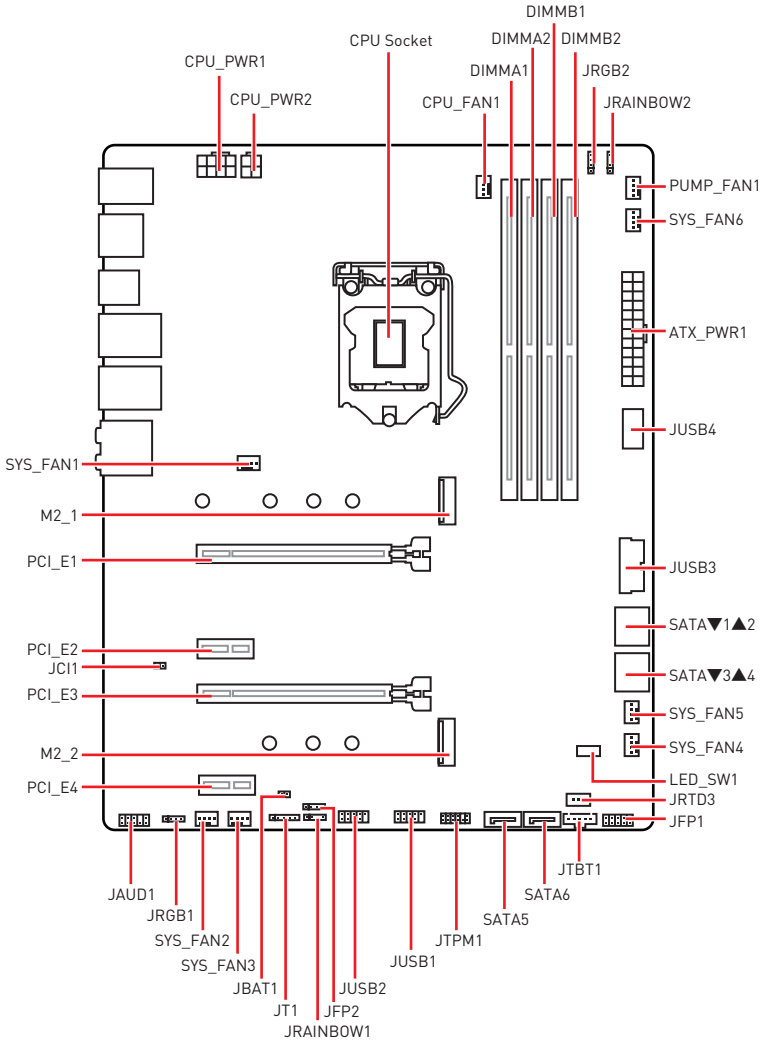 DIMMB1
CPU Socket
DIMMA2
DIMMB2
CPU_PWR1
DIMMA1
JRGB2
CPU_PWR2
CPU_FAN1
JRAINBOW2
PUMP_FAN1
SYS_FAN6
ATX_PWR1
JUSB4
SYS_FAN1
M2_1
PCI_E1
JUSB3
SATA▼1▲2
PCI_E2
JCI1
SATA▼3▲4
PCI_E3
SYS_FAN5
M2_2
SYS_FAN4
LED_SW1
PCI_E4
JRTD3
JFP1
JTBT1
JAUD1
SATA6
JRGB1
SATA5
SYS_FAN2
JTPM1
SYS_FAN3
JUSB1
JBAT1
JUSB2
JT1
JFP2
JRAINBOW1